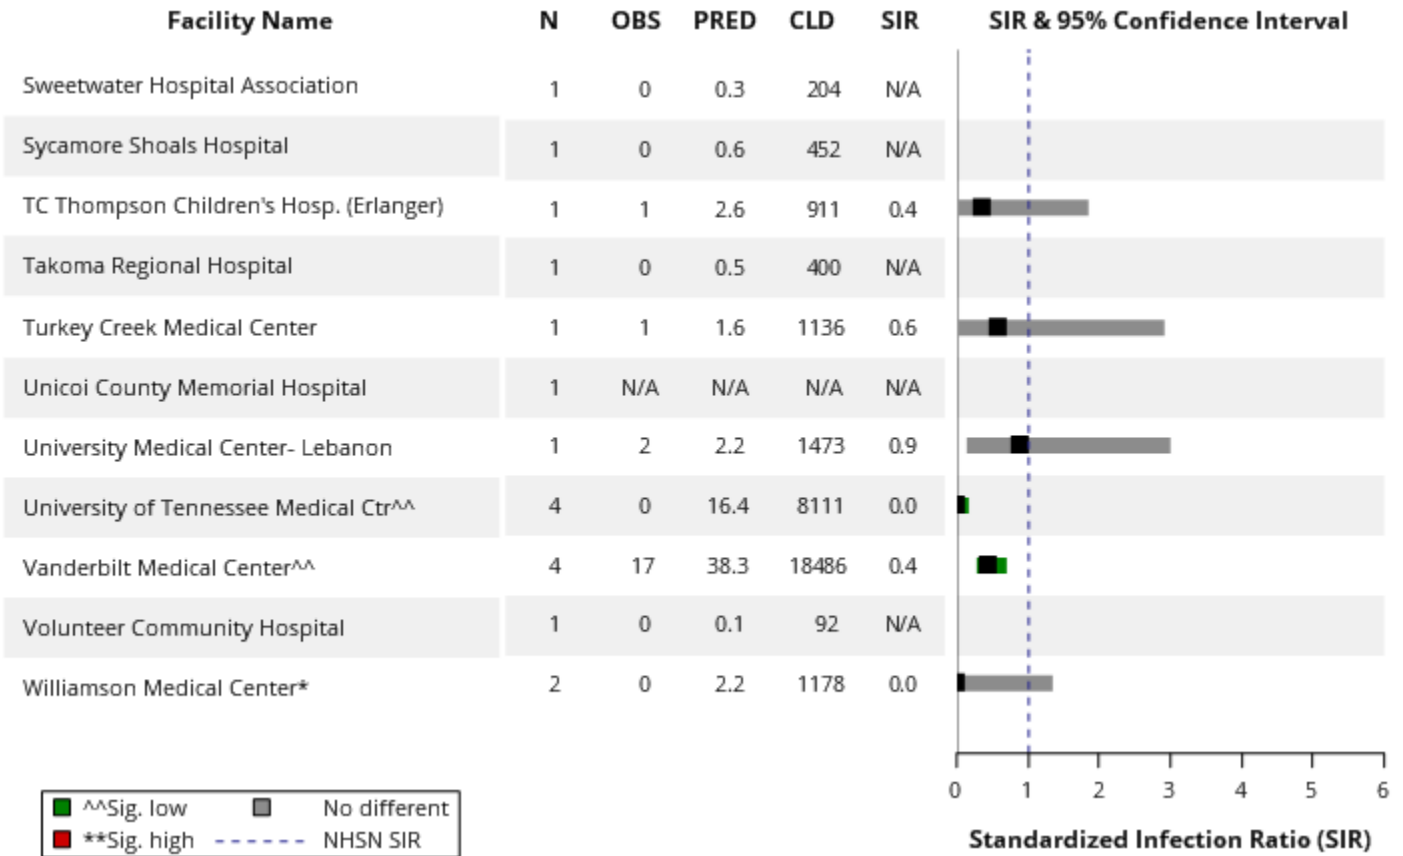 Facility Name N OBS PRED CLD SIR SIR & 95% Confidence Interval
Sweetwater Hospital Association 1 0 0.3 204 N/A
Sycamore Shoals Hospital 1 0 0.6 452 N/A
TC Thompson Children's Hosp. (Erlanger) 1 1 2.6 911 0.4
Takoma Regional Hospital 1 0 0.5 400 N/A
Turkey Creek Medical Center 1 1 1.6 1136 0.6
Unicoi County Memorial Hospital 1 N/A N/A N/A N/A
University Medical Center- Lebanon 1 2 2.2 1473 0.9
University of Tennessee Medical Ctr^^ 4 0 16.4 8111 0.0
Vanderbilt Medical Center^^ 4 17 38.3 18486 0.4
Volunteer Community Hospital 1 0 0.1 92 N/A
Williamson Medical Center* 2 0 2.2 1178 0.0
0 1 2 3 4 5 6
Standardized Infection Ratio (SIR)
^^Sig. low No different
**Sig. high NHSN SIR